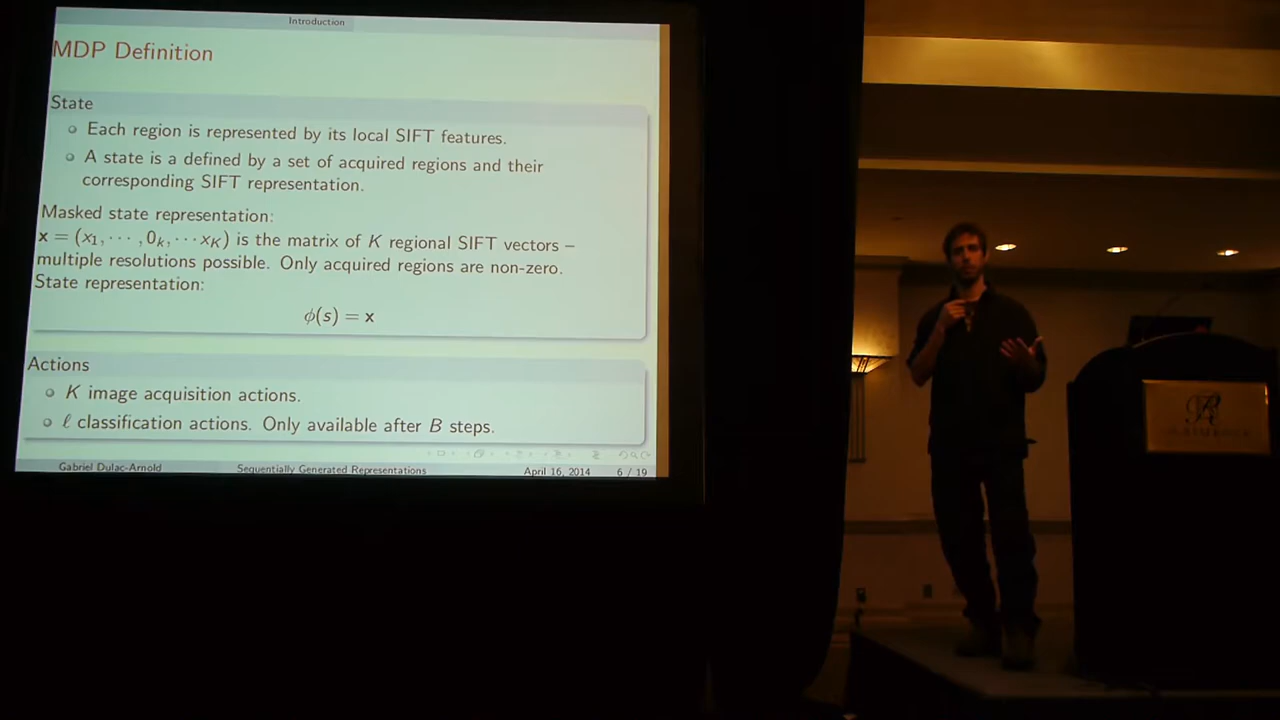 Introduction
MDP Definition
State
Each region is represented by its local SIFT features.
A state is a defined by a set of acquired regions and their
corresponding SIFT representation.
Masked state representation:
x = (x₁, ⋯ , 0ₖ, ⋯ x_K) is the matrix of K regional SIFT vectors –
multiple resolutions possible. Only acquired regions are non-zero.
State representation:
ϕ(s) = x
Actions
K image acquisition actions.
ℓ classification actions. Only available after B steps.
Gabriel Dulac-Arnold Sequentially Generated Representations April 16, 2014 6 / 19